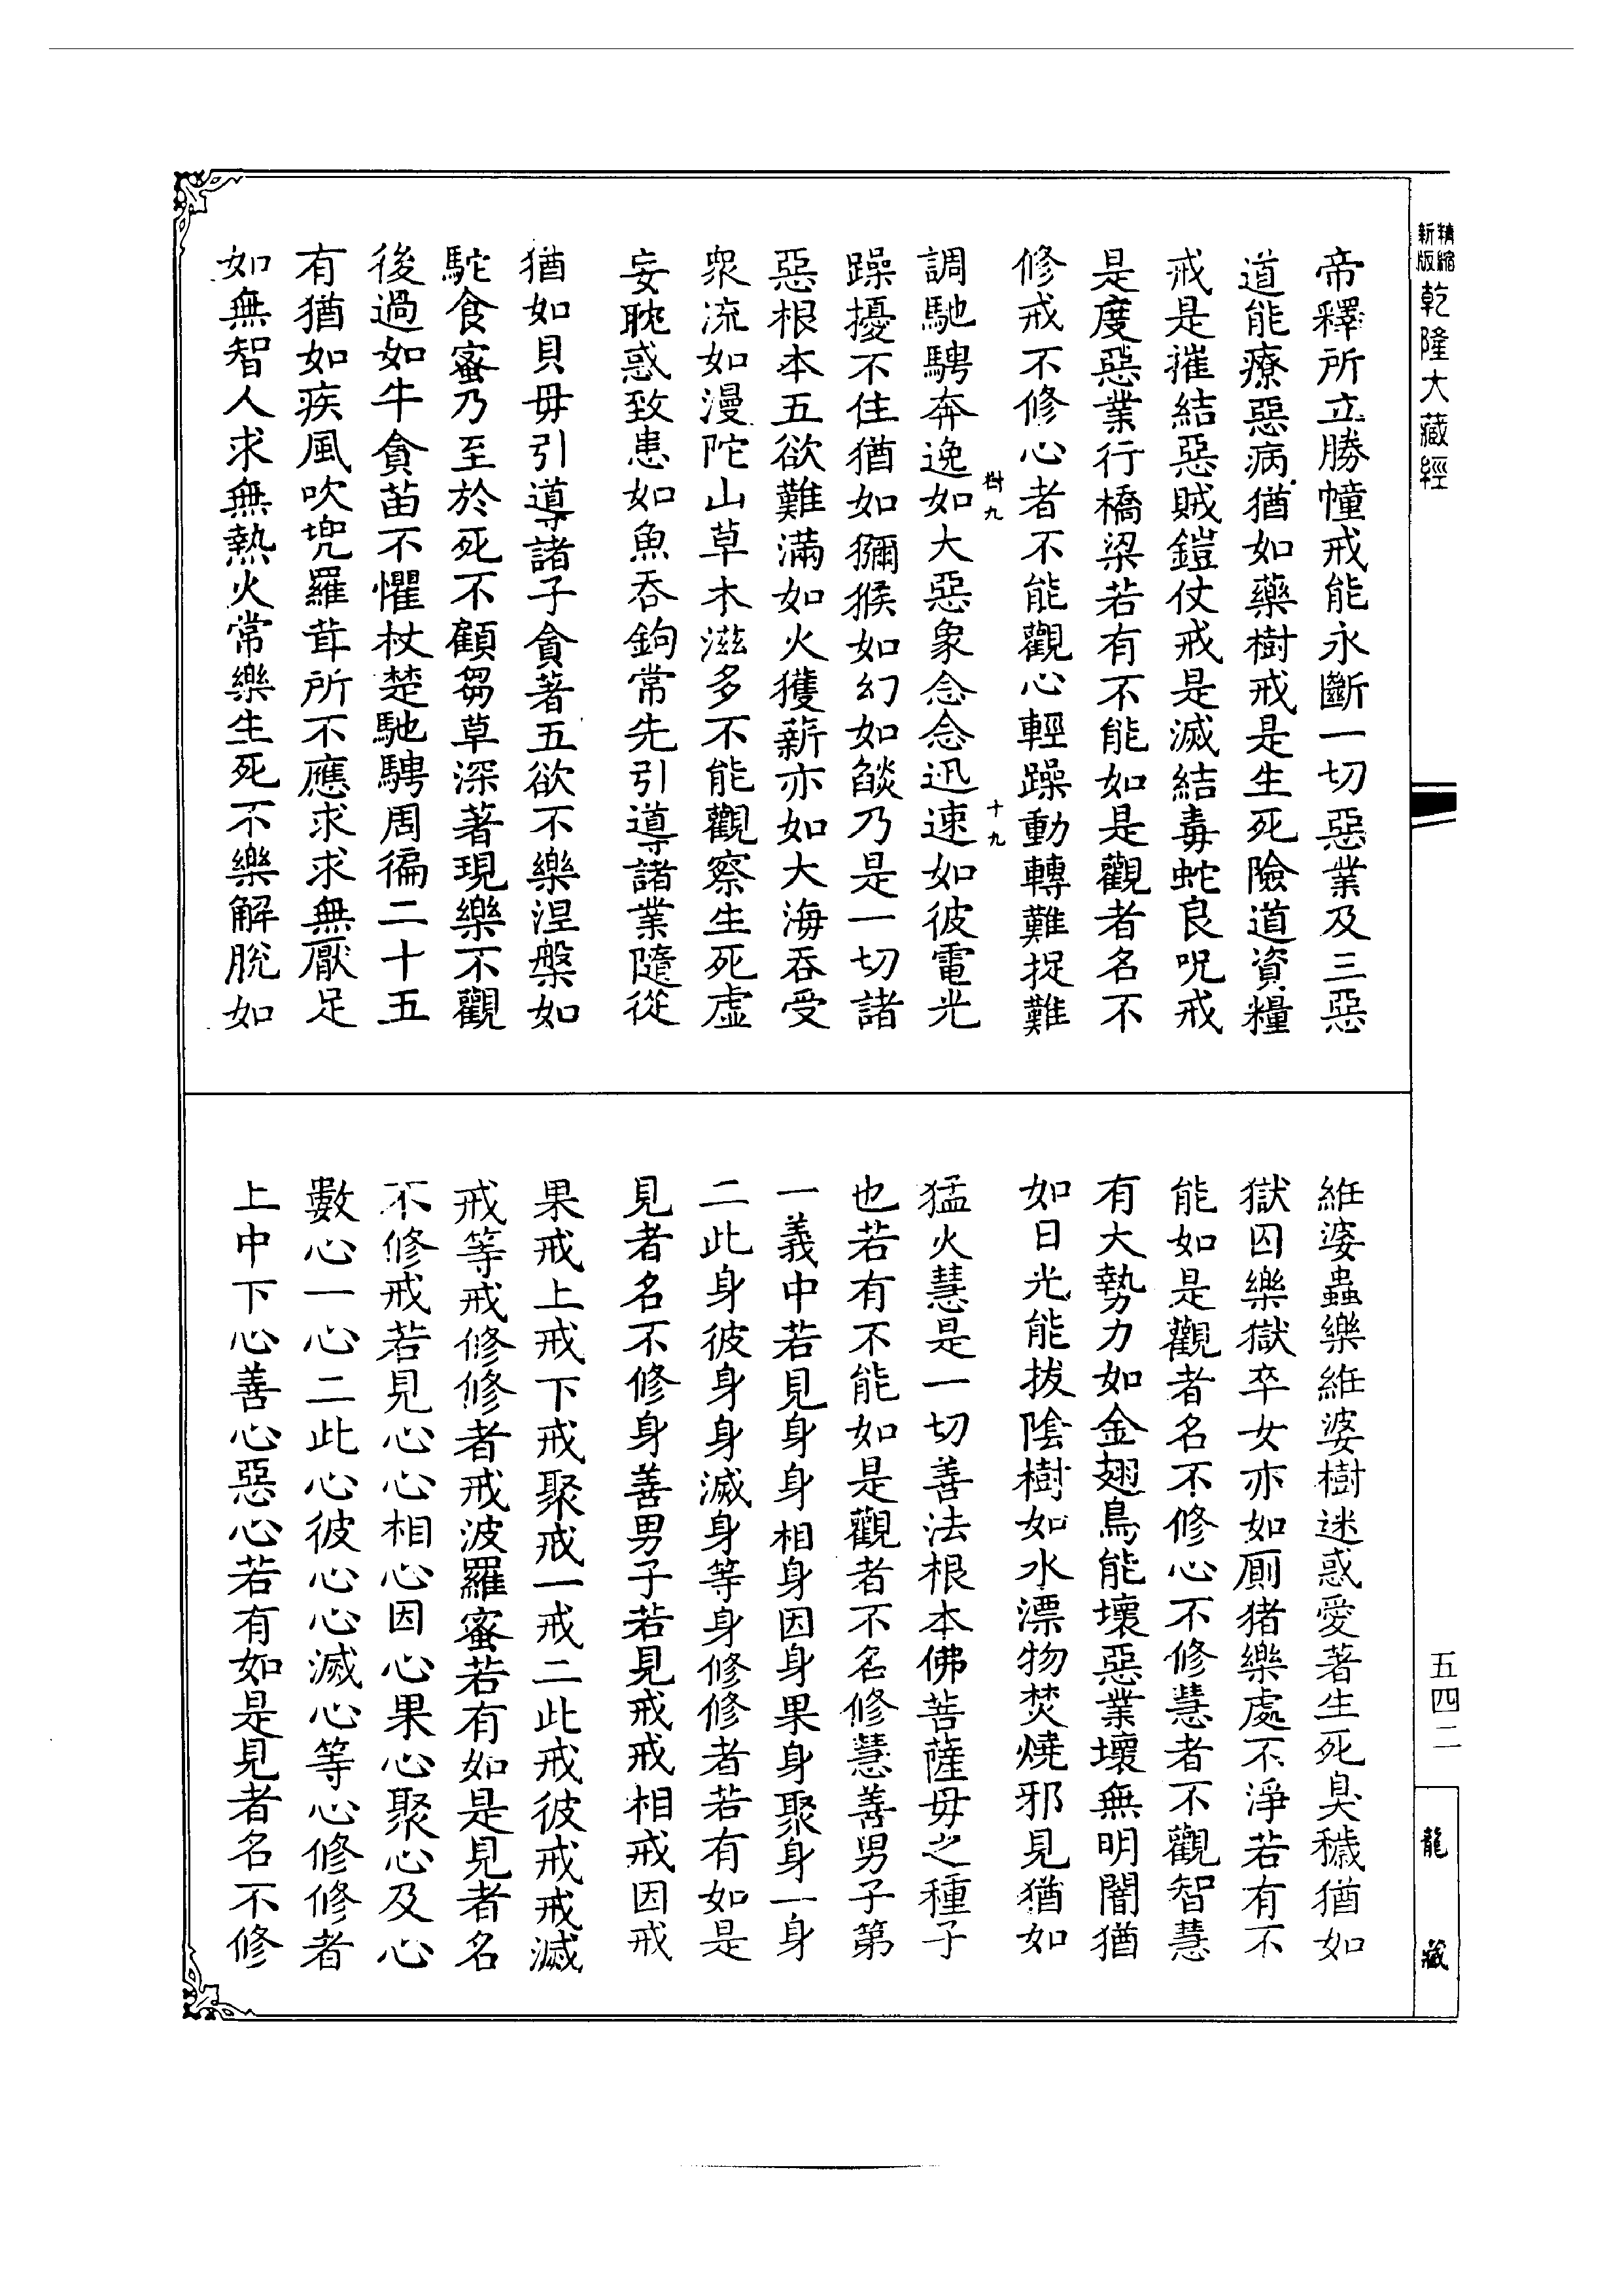 精縮新版乾隆大藏經
帝釋所立勝幢戒能永斷一切惡業及三惡
道能療惡病猶如藥樹戒是生死險道資糧
戒是摧結惡賊鎧仗戒是滅結毒蛇良呪戒
是度惡業行橋梁若有不能如是觀者名不
修戒不修心者不能觀心輕躁動轉難捉難
調馳騁奔逸如大惡象念念迅速如彼電光
樹九
十九
躁擾不住猶如獼猴如幻如𦦨乃是一切諸
惡根本五欲難滿如火獲薪亦如大海吞受
眾流如漫陀山草木滋多不能觀察生死虛
妄耽惑致患如魚吞鉤常先引導諸業隨從
猶如貝母引導諸子貪著五欲不樂涅槃如
駝食蜜乃至於死不顧芻草深著現樂不觀
後過如牛貪苗不懼杖楚馳騁周徧二十五
有猶如疾風吹兜羅茸所不應求求無厭足
如無智人求無熱火常樂生死不樂解脫如
維婆蟲樂維婆樹迷惑愛著生死臭穢猶如
獄囚樂獄卒女亦如廁猪樂處不淨若有不
能如是觀者名不修心不修慧者不觀智慧
有大勢力如金翅鳥能壞惡業壞無明闇猶
如日光能拔陰樹如水漂物焚燒邪見猶如
猛火慧是一切善法根本佛菩薩母之種子
也若有不能如是觀者不名修慧善男子第
一義中若見身身相身因身果身聚身一身
二此身彼身身滅身等身修修者若有如是
見者名不修身善男子若見戒戒相戒因戒
果戒上戒下戒聚戒一戒二此戒彼戒戒滅
戒等戒修修者戒波羅蜜若有如是見者名
不修戒若見心心相心因心果心聚心及心
數心一心二此心彼心心滅心等心修修者
上中下心善心惡心若有如是見者名不修
五四二
龍藏